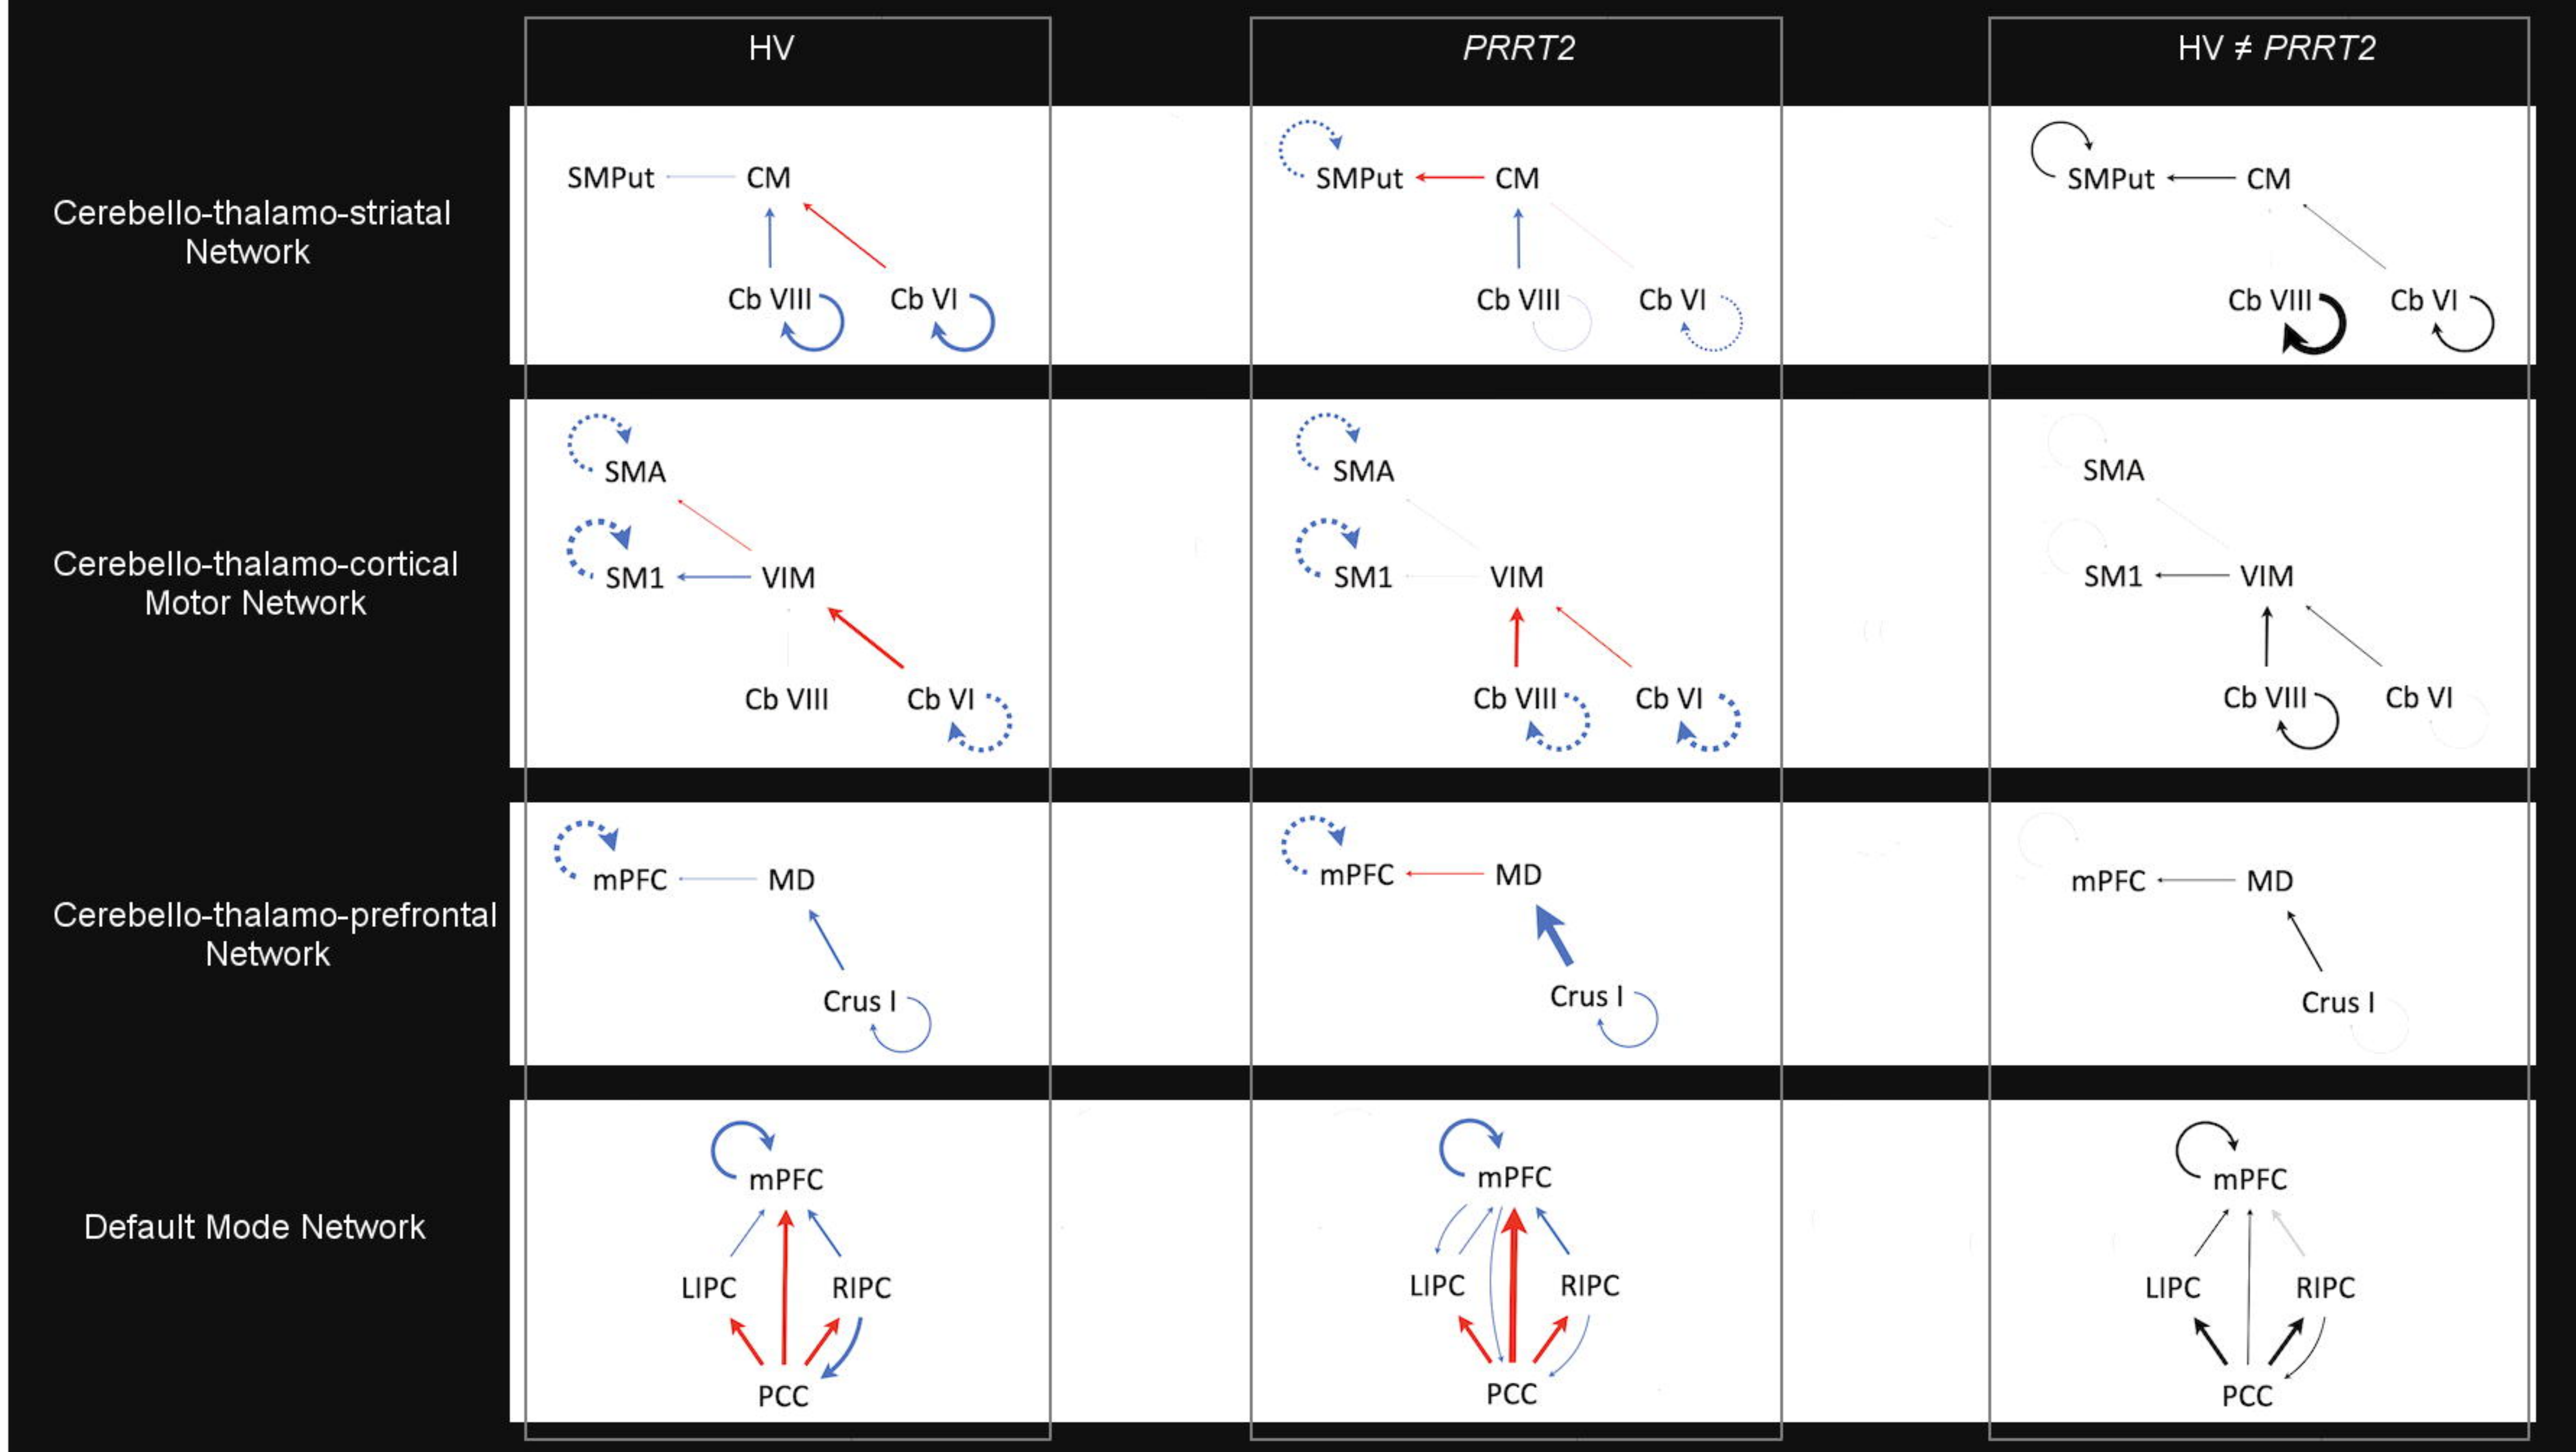 HV
PRRT2
HV ≠ PRRT2
Cerebello-thalamo-striatal
Network
SMPut CM
Cb VIII Cb VI
SMPut CM
Cb VIII Cb VI
SMPut CM
Cb VIII Cb VI
Cerebello-thalamo-cortical
Motor Network
SMA
SM1 VIM
Cb VIII Cb VI
SMA
SM1 VIM
Cb VIII Cb VI
SMA
SM1 VIM
Cb VIII Cb VI
Cerebello-thalamo-prefrontal
Network
mPFC MD
Crus I
mPFC MD
Crus I
mPFC MD
Crus I
Default Mode Network
mPFC
LIPC RIPC
PCC
mPFC
LIPC RIPC
PCC
mPFC
LIPC RIPC
PCC